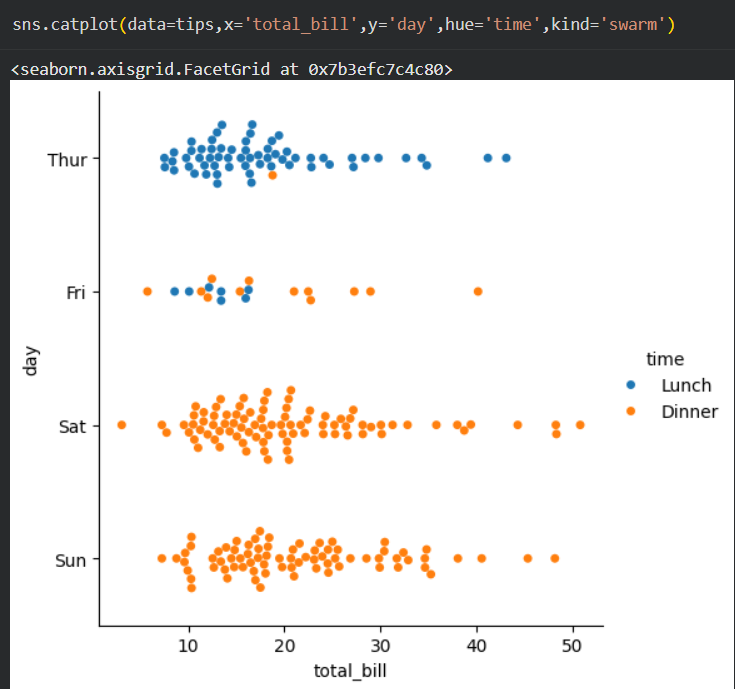 sns.catplot(data=tips,x='total_bill',y='day',hue='time',kind='swarm')
<seaborn.axisgrid.FacetGrid at 0x7b3efc7c4c80>
Thur
Fri
Sat
Sun
day
10 20 30 40 50
total_bill
time
Lunch
Dinner